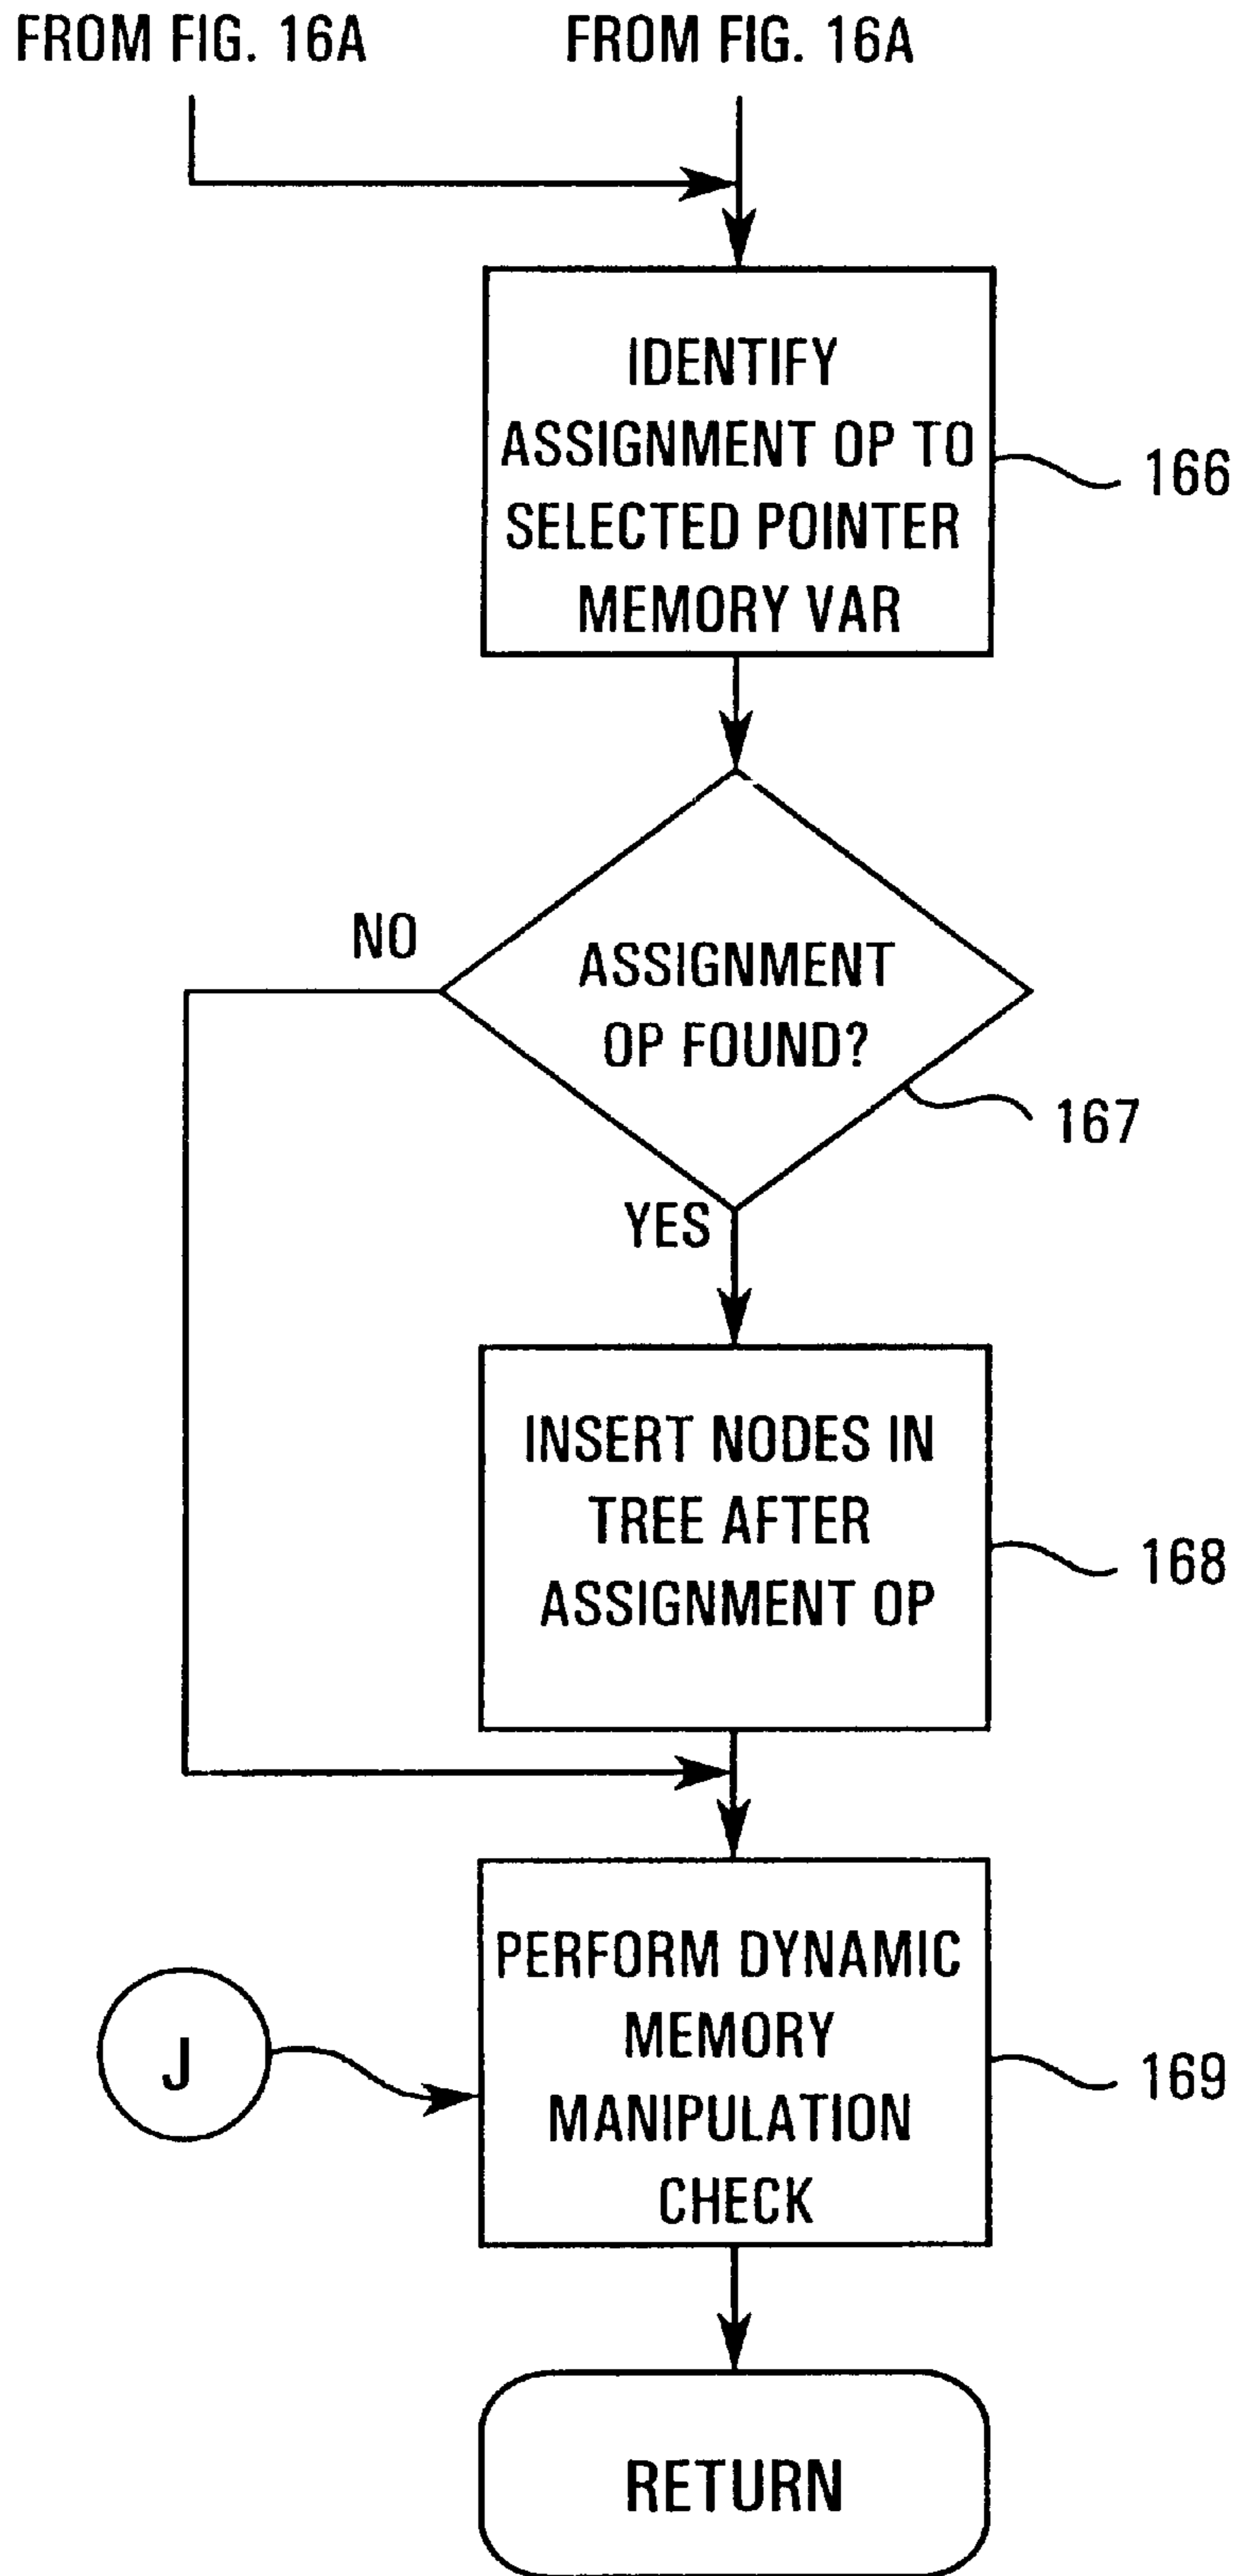 FROM FIG. 16A
FROM FIG. 16A
IDENTIFY
ASSIGNMENT OP TO
SELECTED POINTER
MEMORY VAR
166
NO
ASSIGNMENT
OP FOUND?
167
YES
INSERT NODES IN
TREE AFTER
ASSIGNMENT OP
168
PERFORM DYNAMIC
MEMORY
MANIPULATION
CHECK
J
169
RETURN